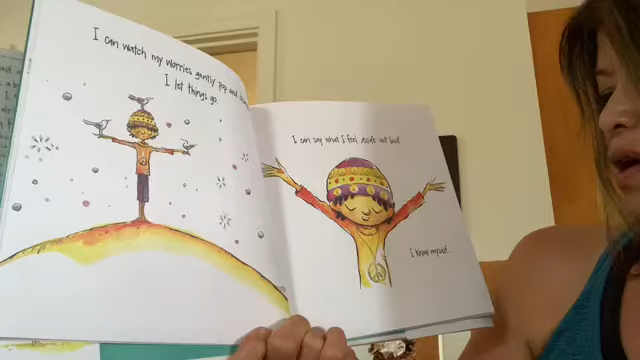 I can watch my worries gently pop and
I let things go.
I can say what I feel inside out loud
I know myself.